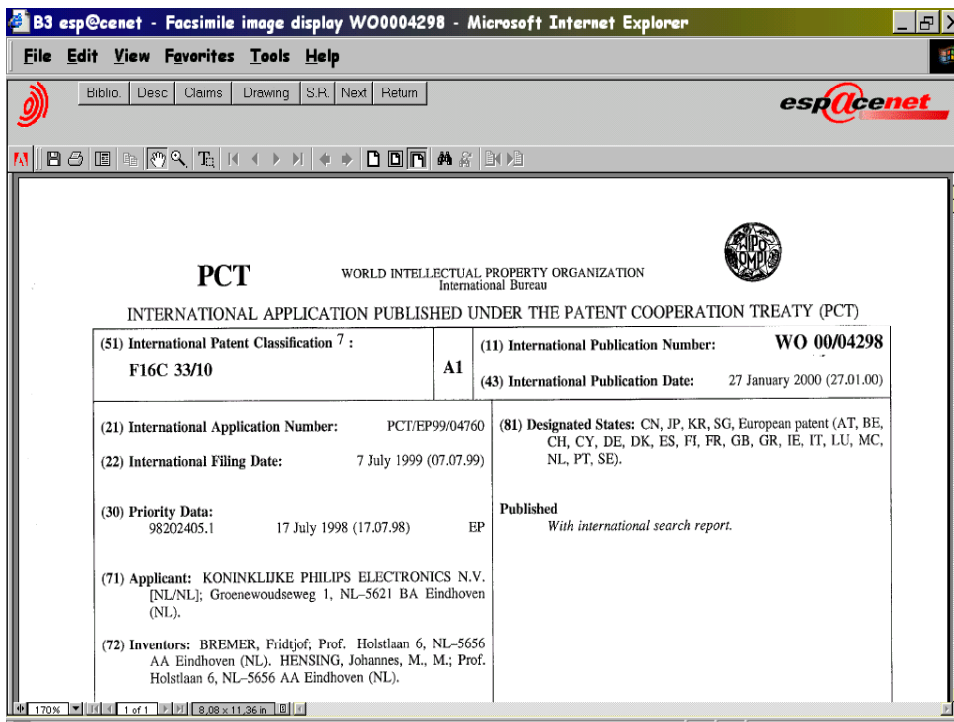 B3 esp@cenet - Facsimile image display WO0004298 - Microsoft Internet Explorer
File Edit View Favorites Tools Help
Biblio. Desc Claims Drawing S.R. Next Return
esp@cenet
WIPO
OMPI
PCT
WORLD INTELLECTUAL PROPERTY ORGANIZATION
International Bureau
INTERNATIONAL APPLICATION PUBLISHED UNDER THE PATENT COOPERATION TREATY (PCT)
(51) International Patent Classification 7 :
F16C 33/10
A1
(11) International Publication Number: WO 00/04298
(43) International Publication Date: 27 January 2000 (27.01.00)
(21) International Application Number: PCT/EP99/04760
(22) International Filing Date: 7 July 1999 (07.07.99)
(30) Priority Data:
98202405.1 17 July 1998 (17.07.98) EP
(71) Applicant: KONINKLIJKE PHILIPS ELECTRONICS N.V.
[NL/NL]; Groenewoudseweg 1, NL-5621 BA Eindhoven
(NL).
(72) Inventors: BREMER, Fridtjof; Prof. Holstlaan 6, NL-5656
AA Eindhoven (NL). HENSING, Johannes, M., M.; Prof.
Holstlaan 6, NL-5656 AA Eindhoven (NL).
(81) Designated States: CN, JP, KR, SG, European patent (AT, BE,
CH, CY, DE, DK, ES, FI, FR, GB, GR, IE, IT, LU, MC,
NL, PT, SE).
Published
With international search report.
170% 1 of 1 8,08 x 11,36 in